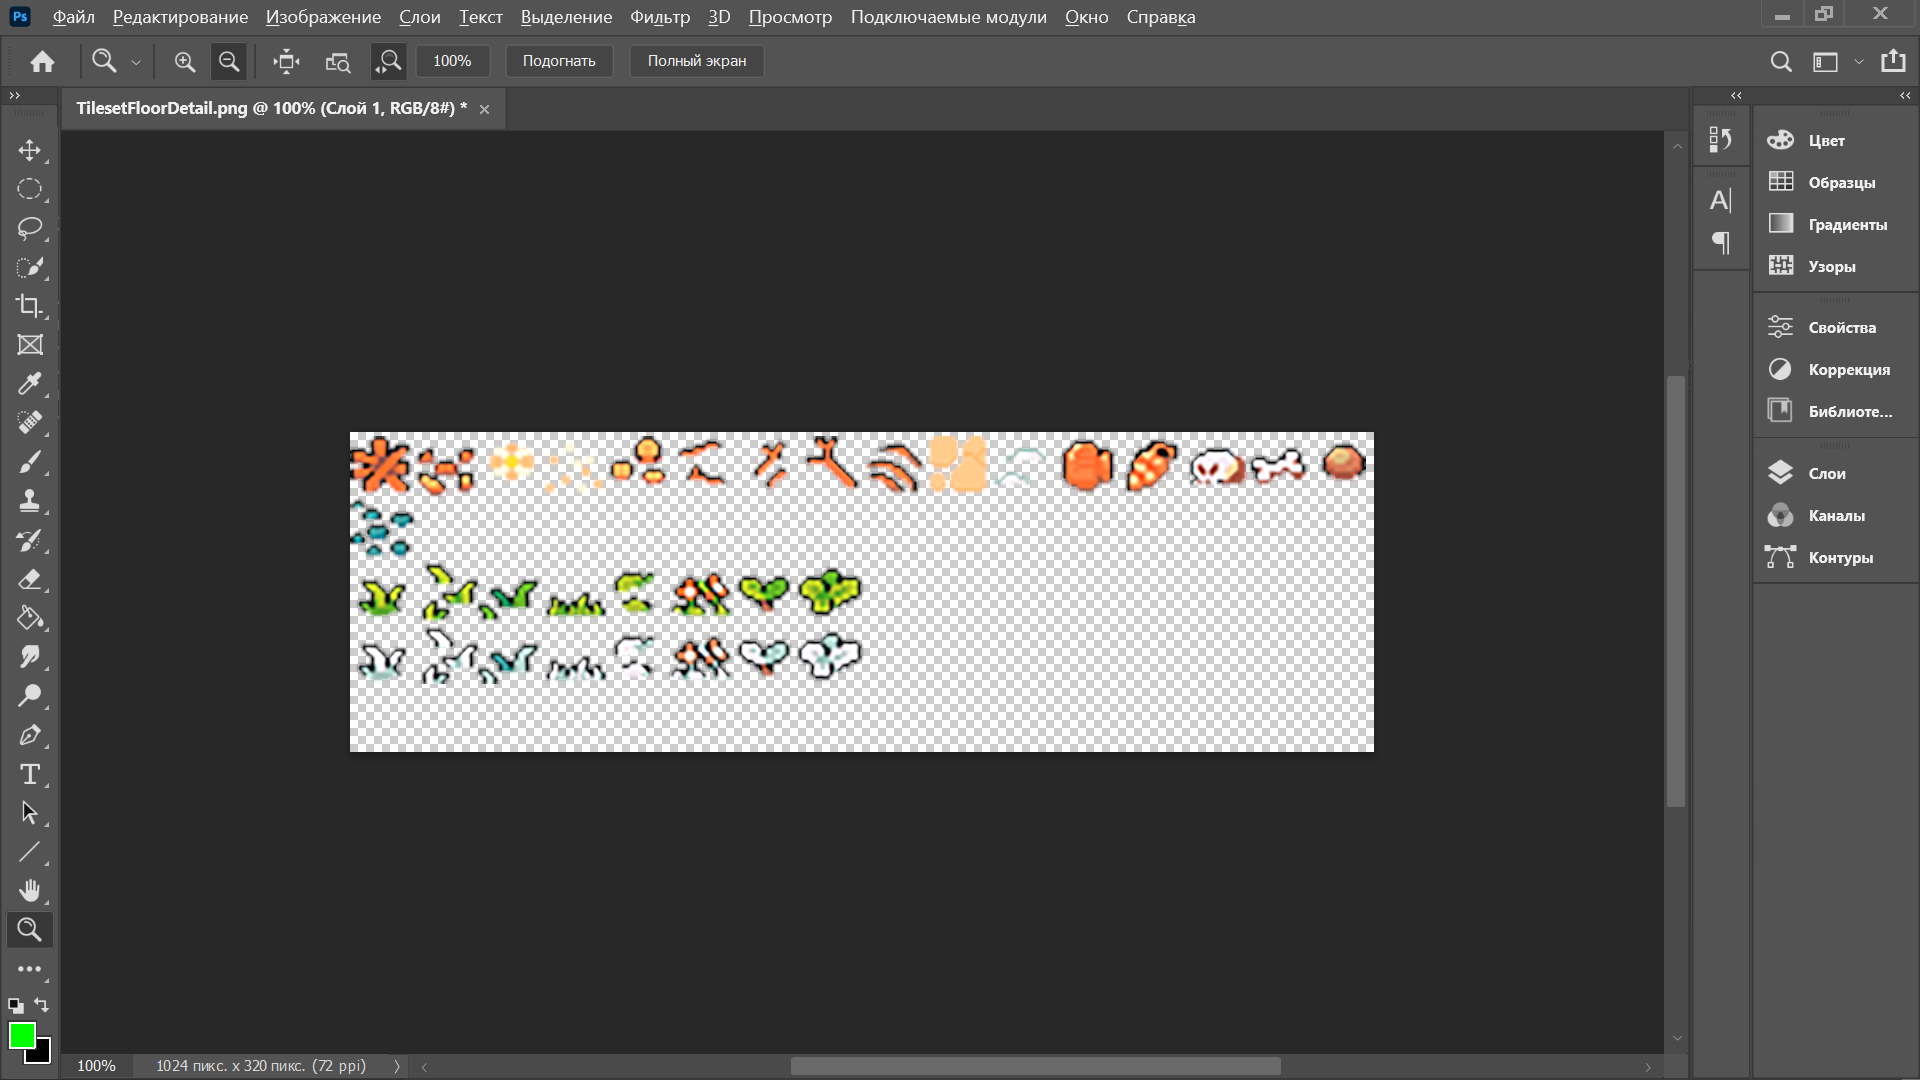 Ps Файл Редактирование Изображение Слои Текст Выделение Фильтр 3D Просмотр Подключаемые модули Окно Справка
100% Подогнать Полный экран
TilesetFloorDetail.png @ 100% (Слой 1, RGB/8#) *
Цвет
Образцы
Градиенты
Узоры
Свойства
Коррекция
Библиоте...
Слои
Каналы
Контуры
100% 1024 пикс. x 320 пикс. (72 ppi)